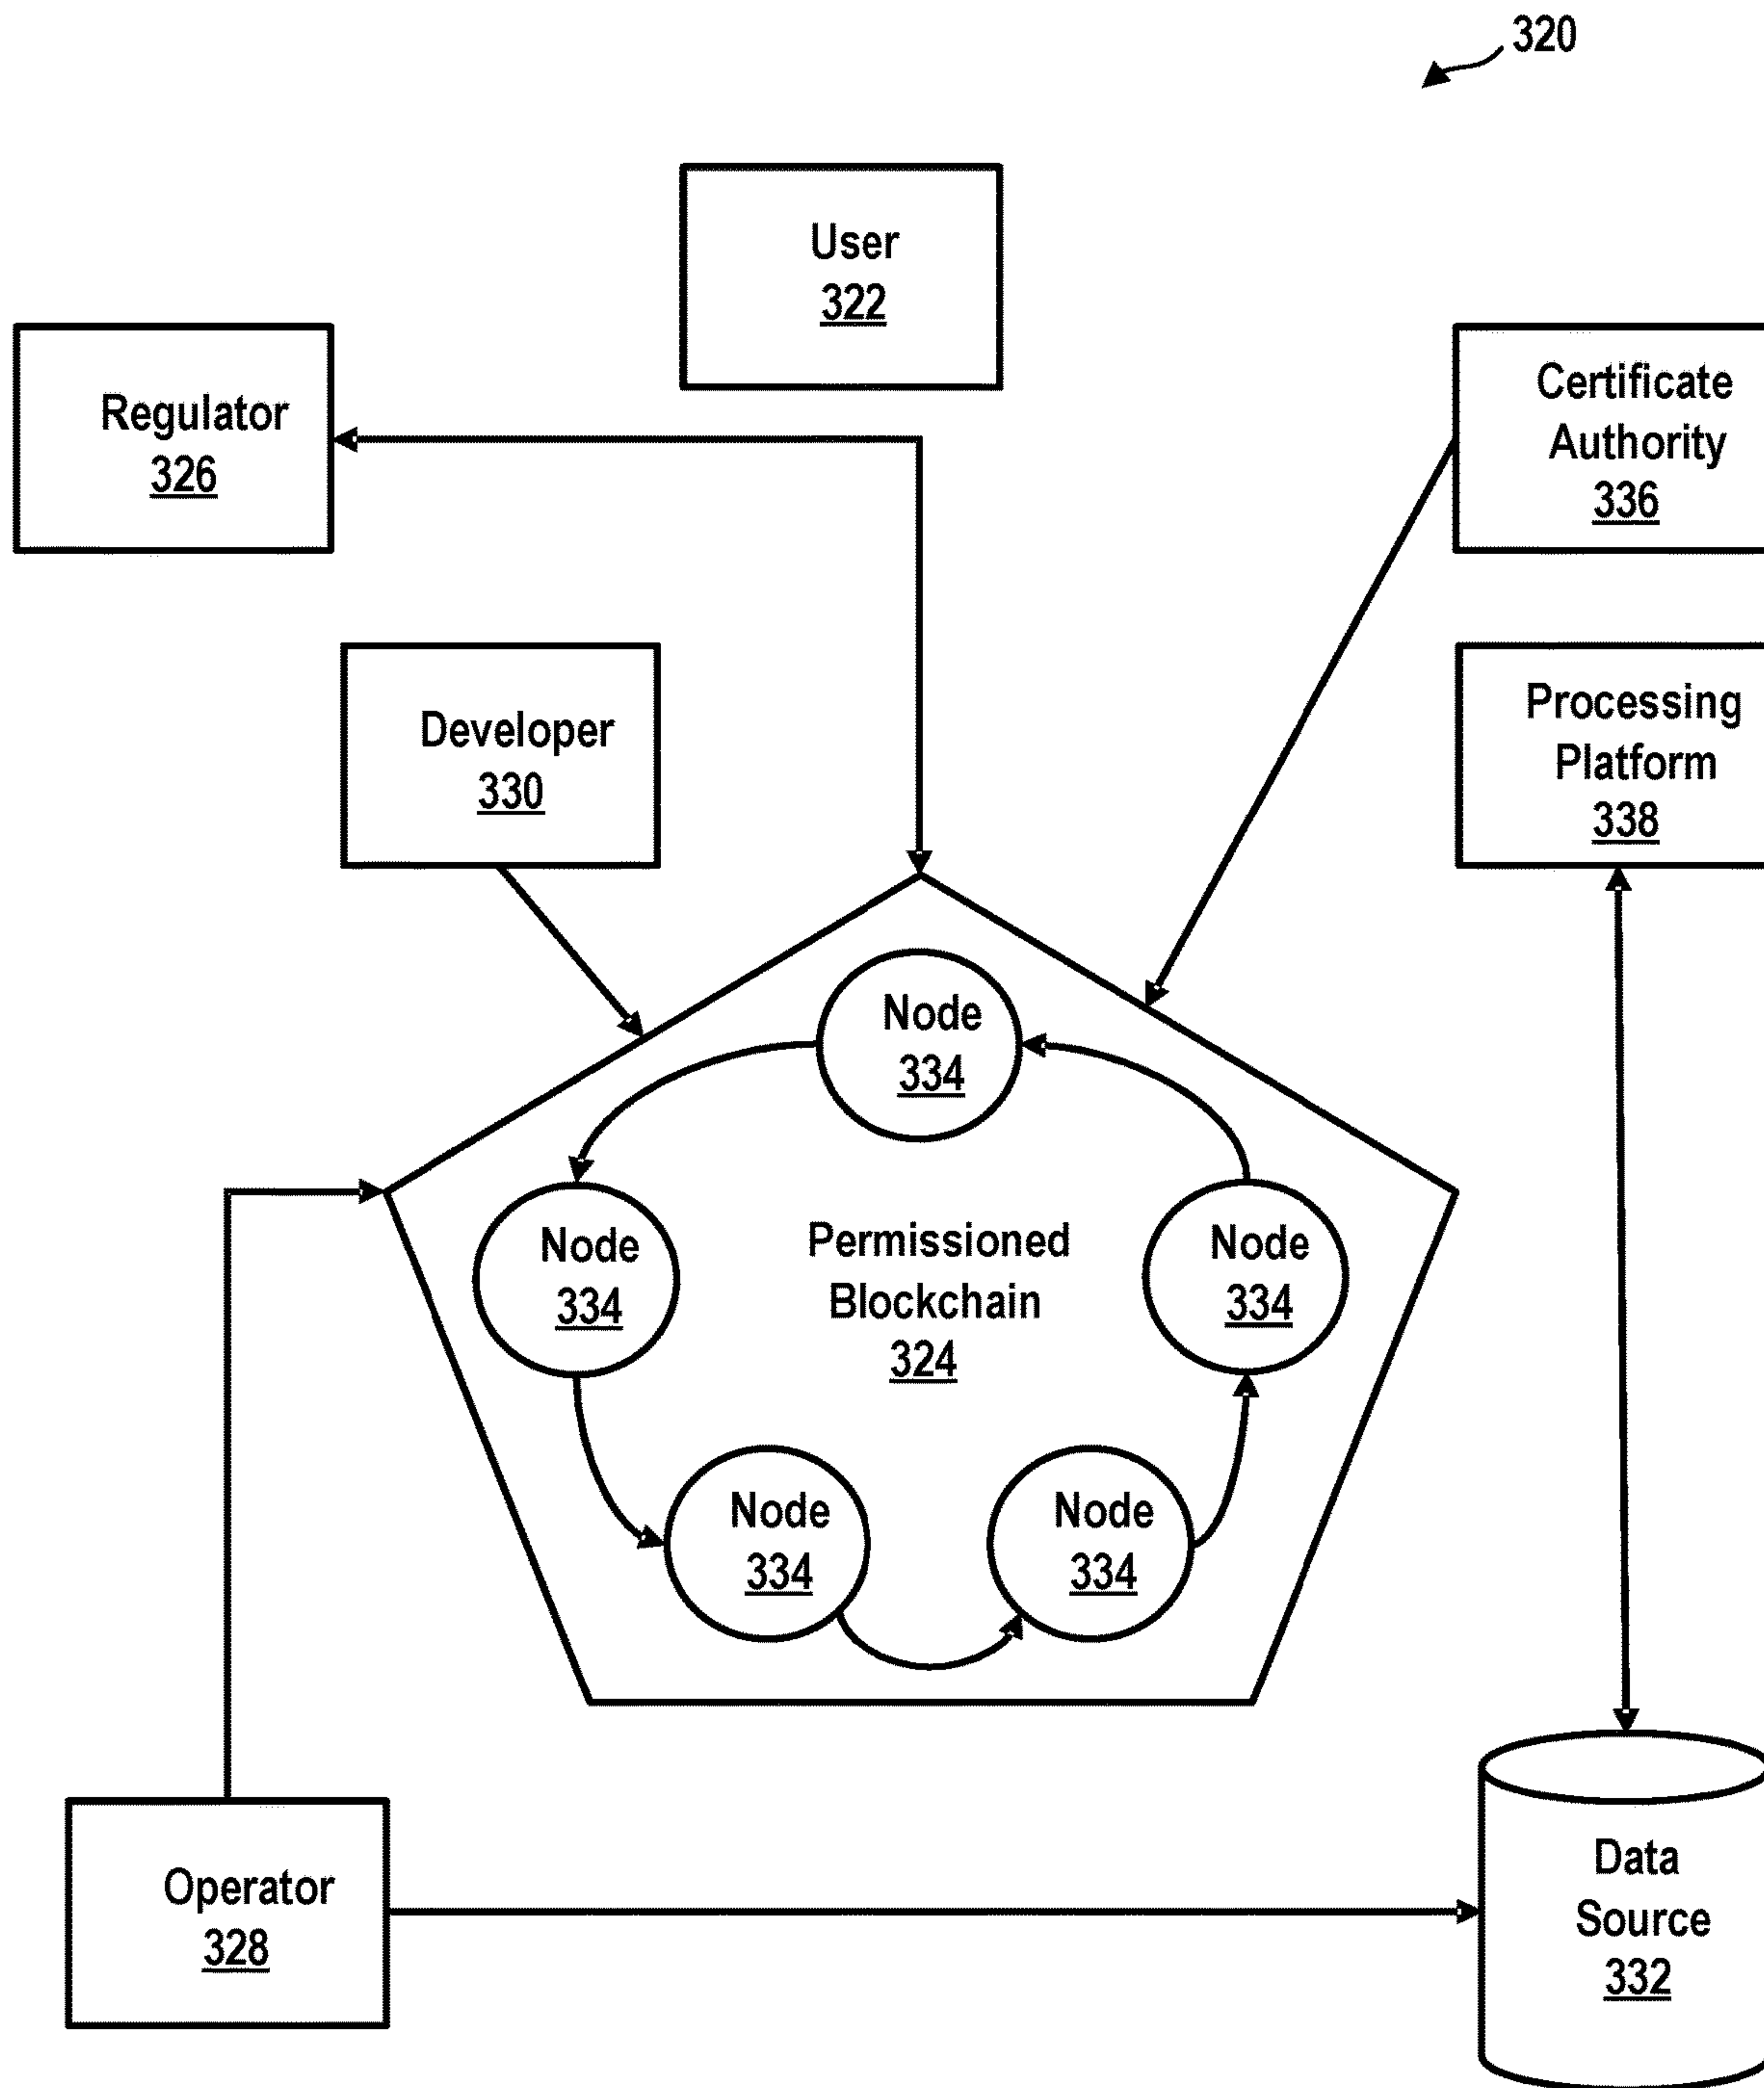 320
User
322
Regulator
326
Certificate
Authority
336
Developer
330
Processing
Platform
338
Node
334
Node
334
Permissioned
Blockchain
324
Node
334
Node
334
Node
334
Operator
328
Data
Source
332